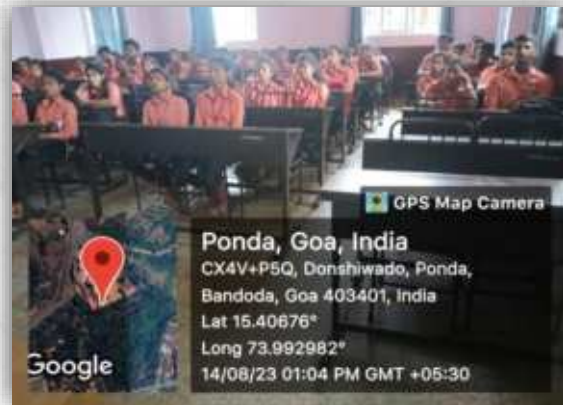 GPS Map Camera
Ponda, Goa, India
CX4V+P5Q, Donshiwado, Ponda,
Bandoda, Goa 403401, India
Lat 15.40676°
Long 73.992982°
14/08/23 01:04 PM GMT +05:30
Google